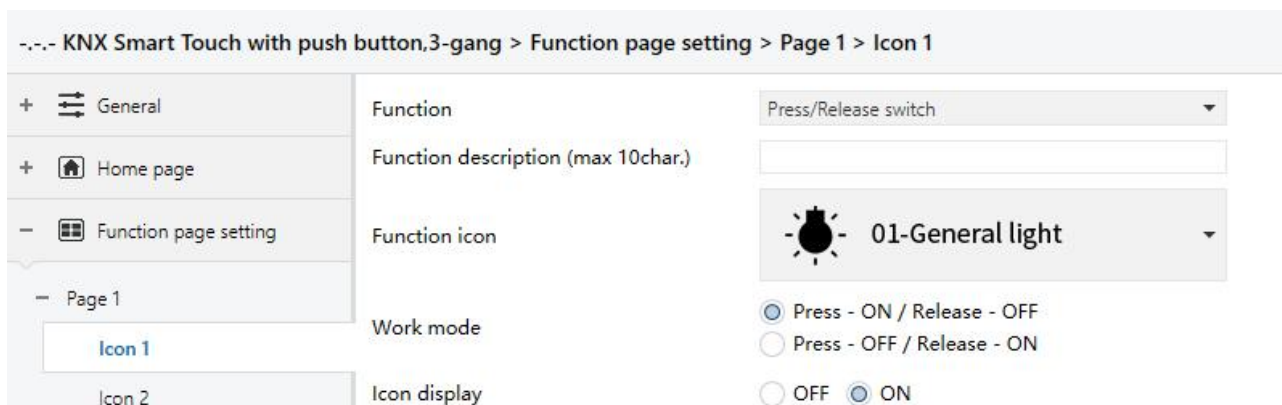 -.-.- KNX Smart Touch with push button,3-gang > Function page setting > Page 1 > Icon 1
+ General
+ Home page
− Function page setting
− Page 1
Icon 1
Icon 2
Function
Press/Release switch
Function description (max 10char.)
Function icon
01-General light
Work mode
Press - ON / Release - OFF
Press - OFF / Release - ON
Icon display
OFF ON